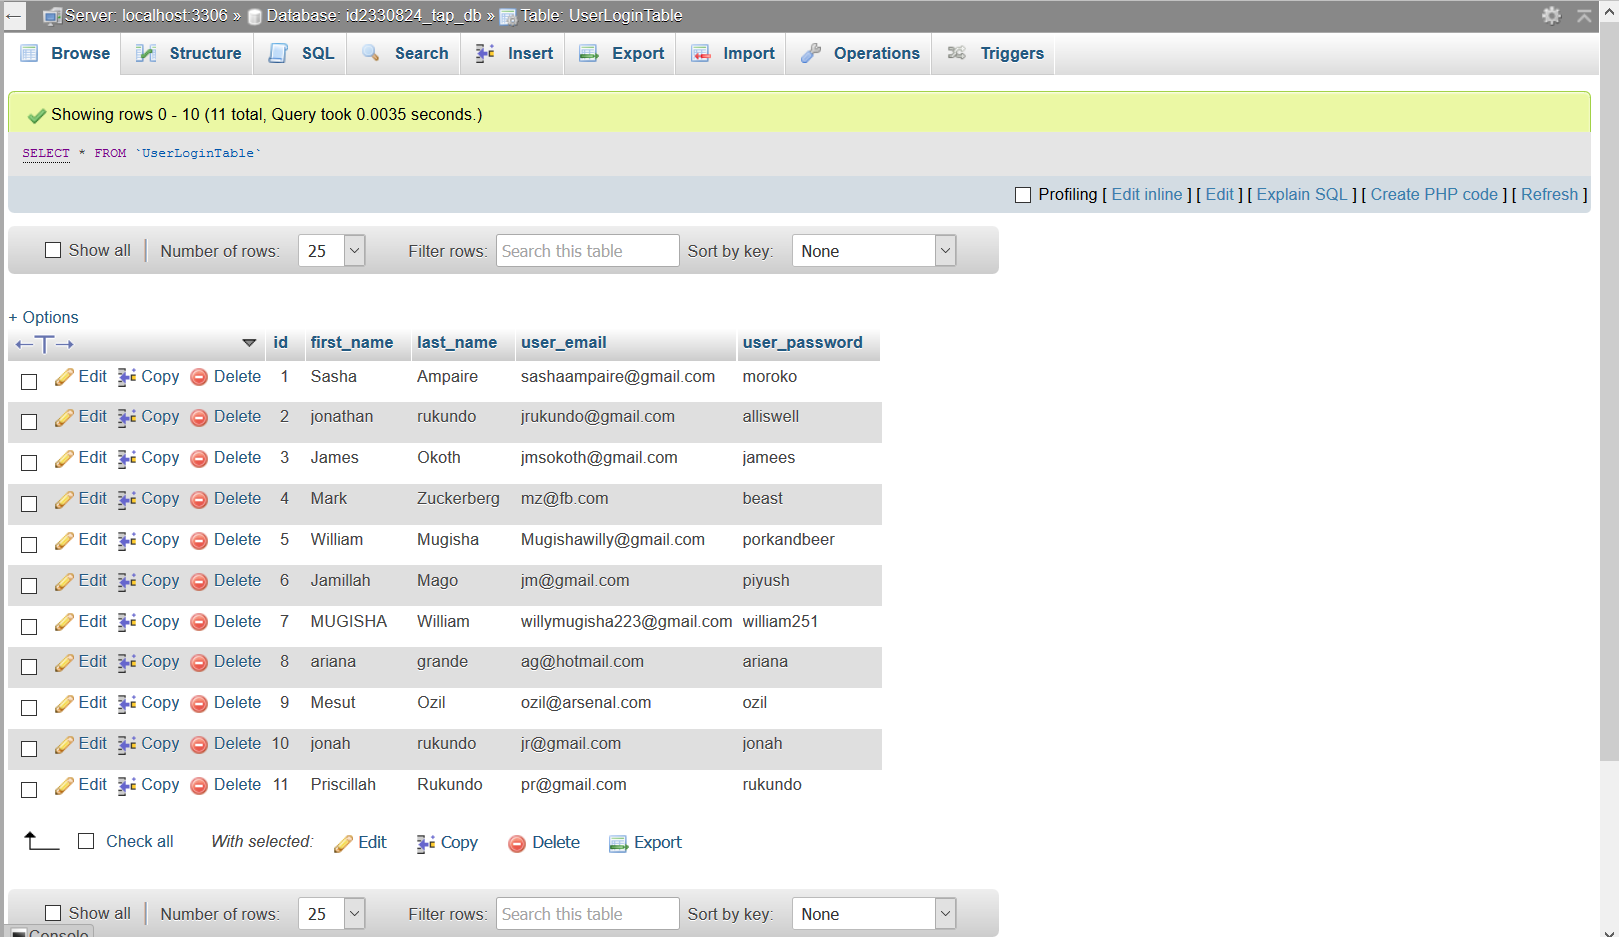 Server: localhost:3306 » Database: id2330824_tap_db » Table: UserLoginTable
Browse Structure SQL Search Insert Export Import Operations Triggers
Showing rows 0 - 10 (11 total, Query took 0.0035 seconds.)
SELECT * FROM `UserLoginTable`
Profiling [ Edit inline ] [ Edit ] [ Explain SQL ] [ Create PHP code ] [ Refresh ]
Show all Number of rows: 25 Filter rows: Search this table Sort by key: None
+ Options
id first_name last_name user_email user_password
Edit Copy Delete 1 Sasha Ampaire sashaampaire@gmail.com moroko
Edit Copy Delete 2 jonathan rukundo jrukundo@gmail.com alliswell
Edit Copy Delete 3 James Okoth jmsokoth@gmail.com jamees
Edit Copy Delete 4 Mark Zuckerberg mz@fb.com beast
Edit Copy Delete 5 William Mugisha Mugishawilly@gmail.com porkandbeer
Edit Copy Delete 6 Jamillah Mago jm@gmail.com piyush
Edit Copy Delete 7 MUGISHA William willymugisha223@gmail.com william251
Edit Copy Delete 8 ariana grande ag@hotmail.com ariana
Edit Copy Delete 9 Mesut Ozil ozil@arsenal.com ozil
Edit Copy Delete 10 jonah rukundo jr@gmail.com jonah
Edit Copy Delete 11 Priscillah Rukundo pr@gmail.com rukundo
Check all With selected: Edit Copy Delete Export
Show all Number of rows: 25 Filter rows: Search this table Sort by key: None
Console